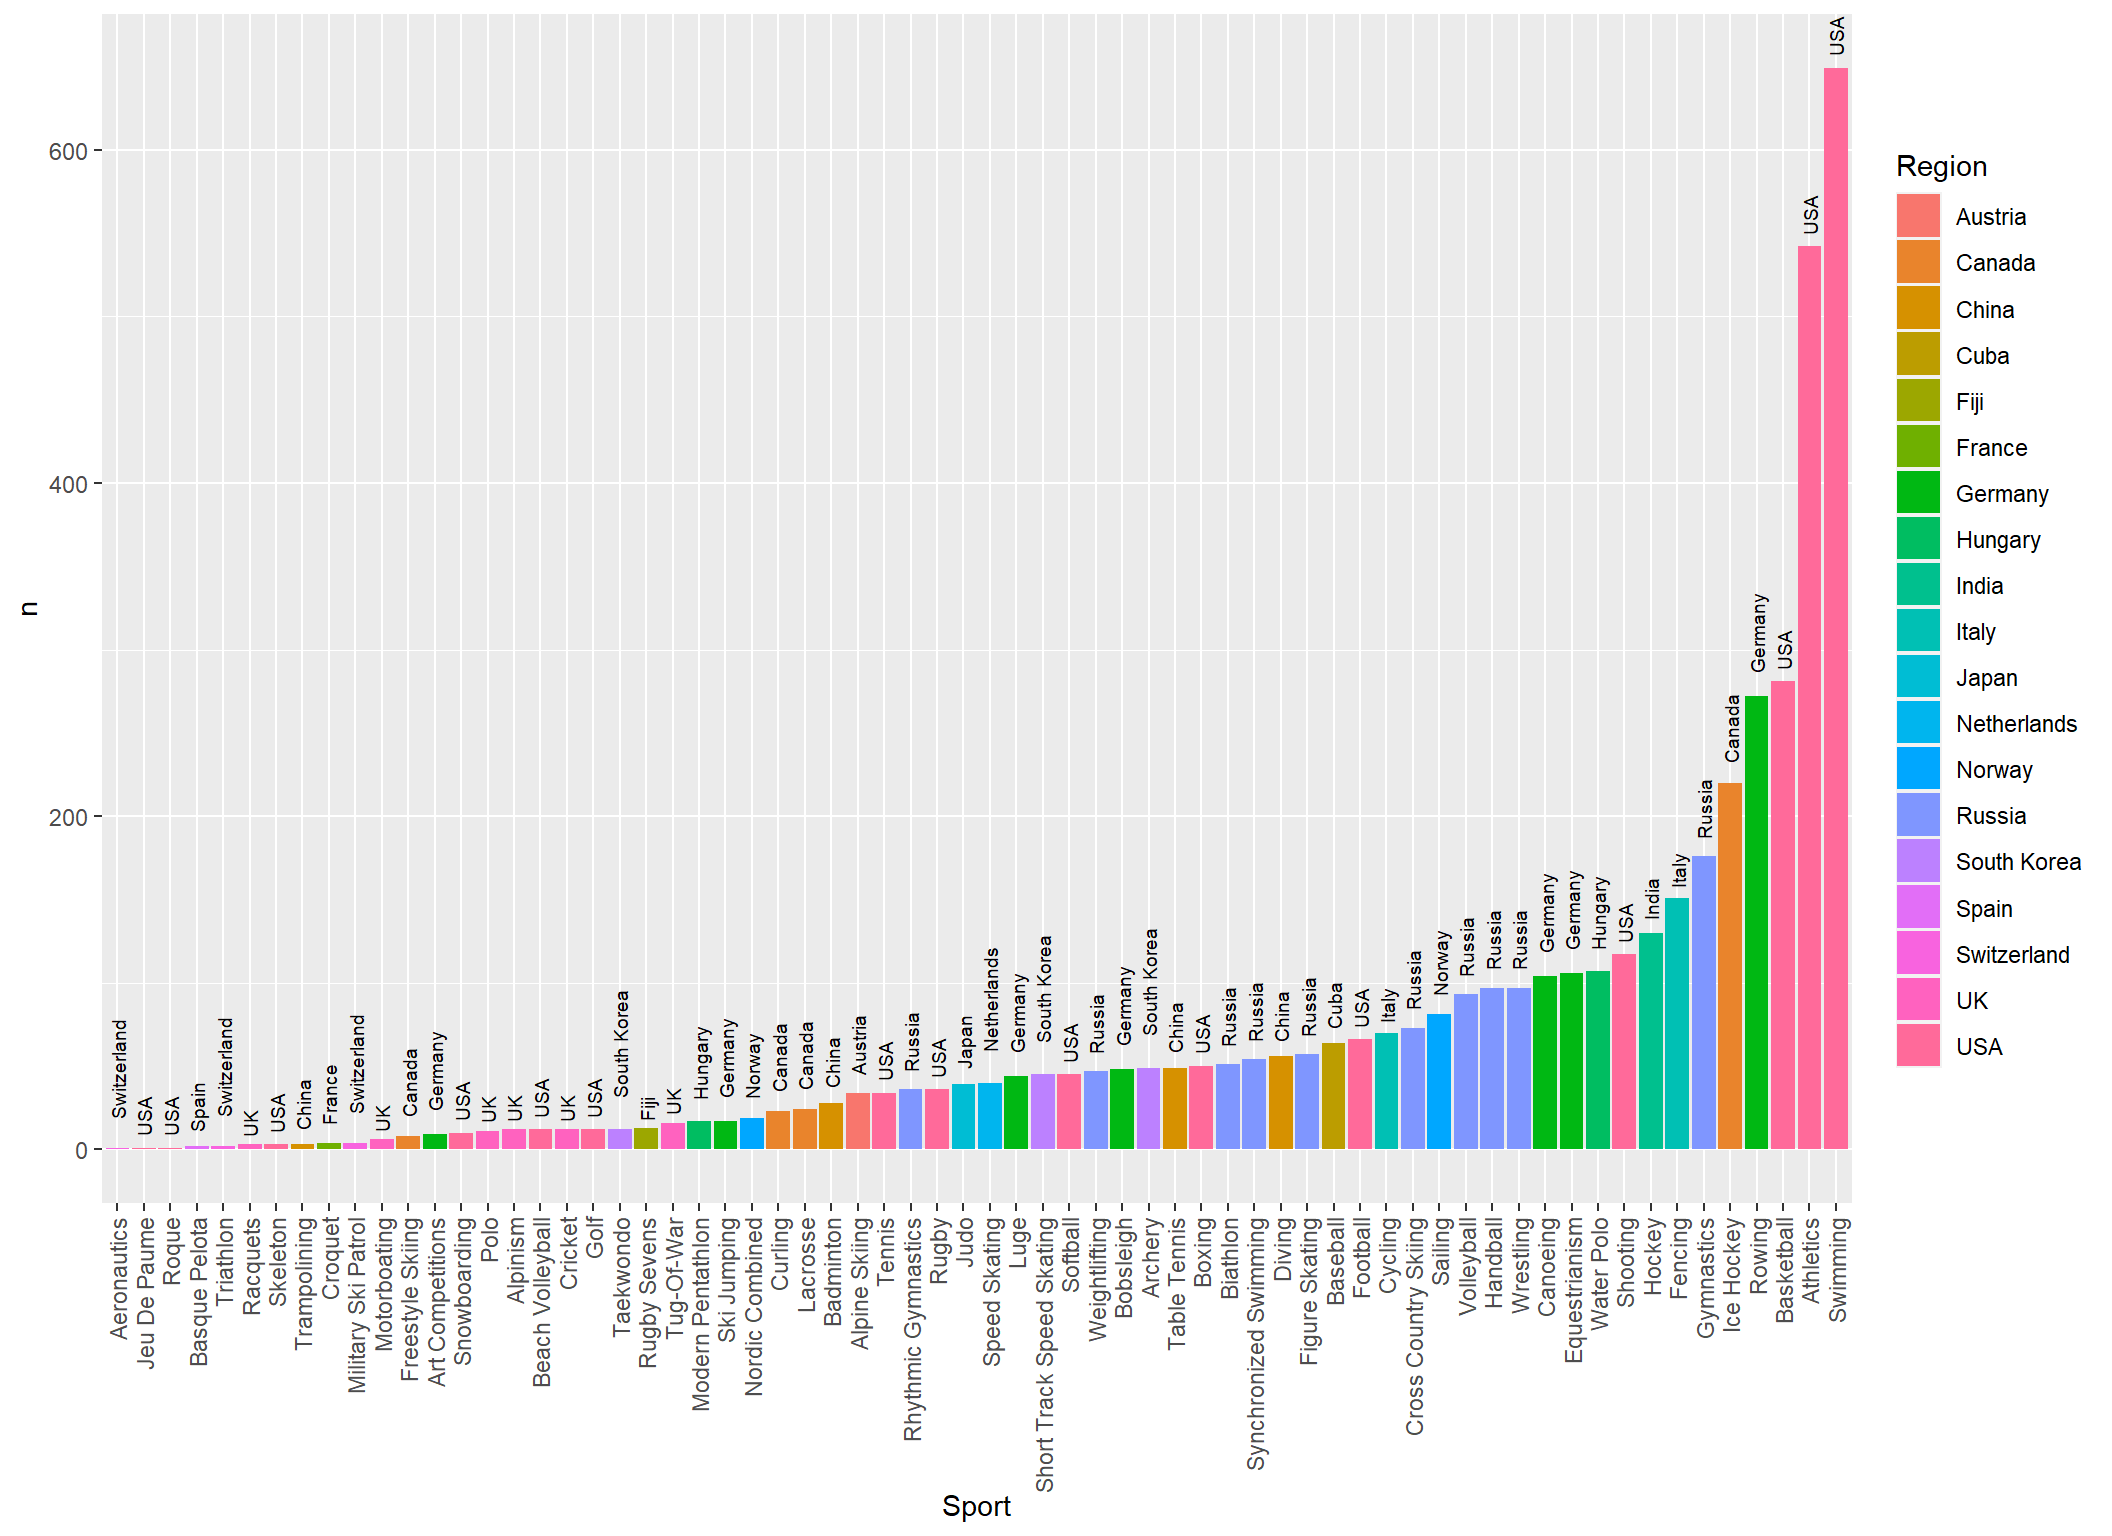 n
600
400
200
0
Switzerland
USA
USA
Spain
Switzerland
UK
USA
China
France
Switzerland
UK
Canada
Germany
USA
UK
UK
USA
UK
USA
South Korea
Fiji
UK
Hungary
Germany
Norway
Canada
Canada
China
Austria
USA
Russia
USA
Japan
Netherlands
Germany
South Korea
USA
Russia
Germany
South Korea
China
USA
Russia
Russia
China
Russia
Cuba
USA
Italy
Russia
Norway
Russia
Russia
Russia
Germany
Germany
Hungary
USA
India
Italy
Russia
Canada
Germany
USA
USA
USA
Aeronautics
Jeu De Paume
Roque
Basque Pelota
Triathlon
Racquets
Skeleton
Trampolining
Croquet
Military Ski Patrol
Motorboating
Freestyle Skiing
Art Competitions
Snowboarding
Polo
Alpinism
Beach Volleyball
Cricket
Golf
Taekwondo
Rugby Sevens
Tug-Of-War
Modern Pentathlon
Ski Jumping
Nordic Combined
Curling
Lacrosse
Badminton
Alpine Skiing
Tennis
Rhythmic Gymnastics
Rugby
Judo
Speed Skating
Luge
Short Track Speed Skating
Softball
Weightlifting
Bobsleigh
Archery
Table Tennis
Boxing
Biathlon
Synchronized Swimming
Diving
Figure Skating
Baseball
Football
Cycling
Cross Country Skiing
Sailing
Volleyball
Handball
Wrestling
Canoeing
Equestrianism
Water Polo
Shooting
Hockey
Fencing
Gymnastics
Ice Hockey
Rowing
Basketball
Athletics
Swimming
Sport
Region
Austria
Canada
China
Cuba
Fiji
France
Germany
Hungary
India
Italy
Japan
Netherlands
Norway
Russia
South Korea
Spain
Switzerland
UK
USA